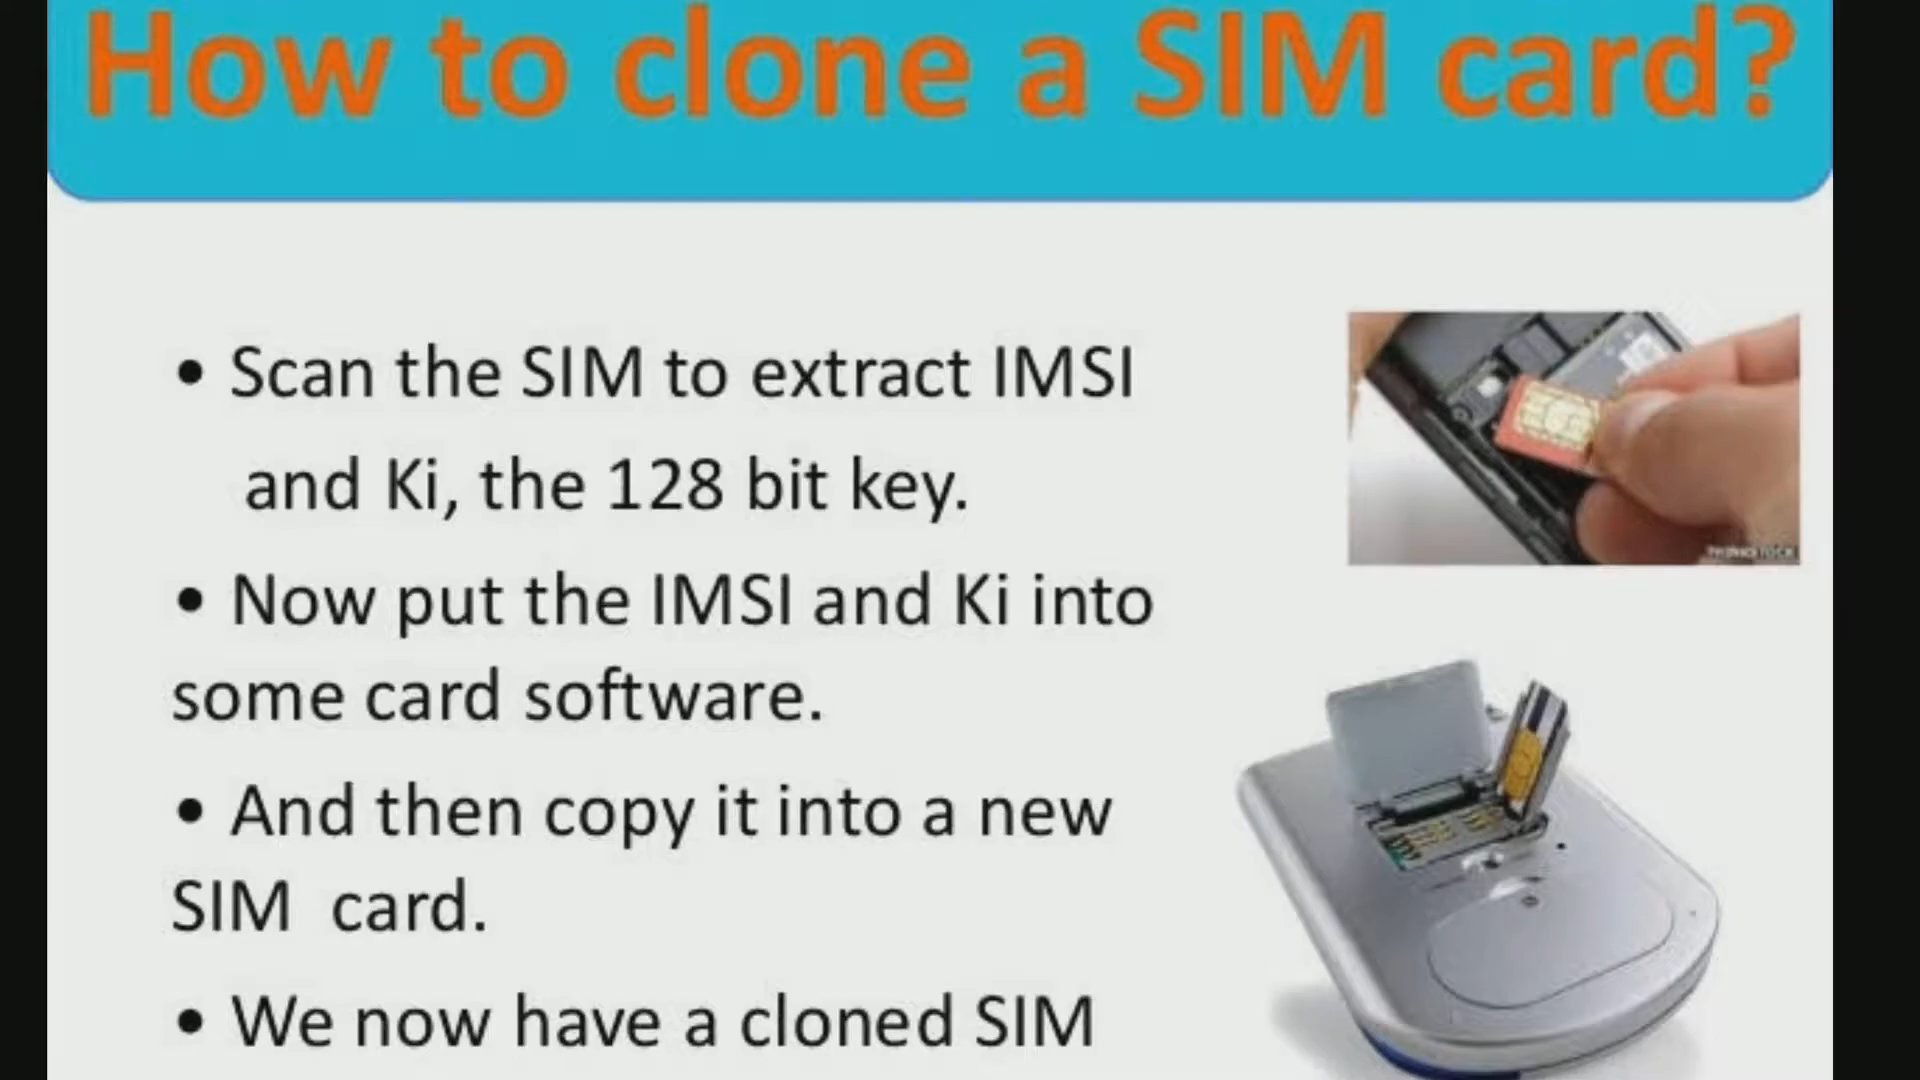 How to clone a SIM card?
• Scan the SIM to extract IMSI
and Ki, the 128 bit key.
• Now put the IMSI and Ki into
some card software.
• And then copy it into a new
SIM card.
• We now have a cloned SIM
THINKSTOCK